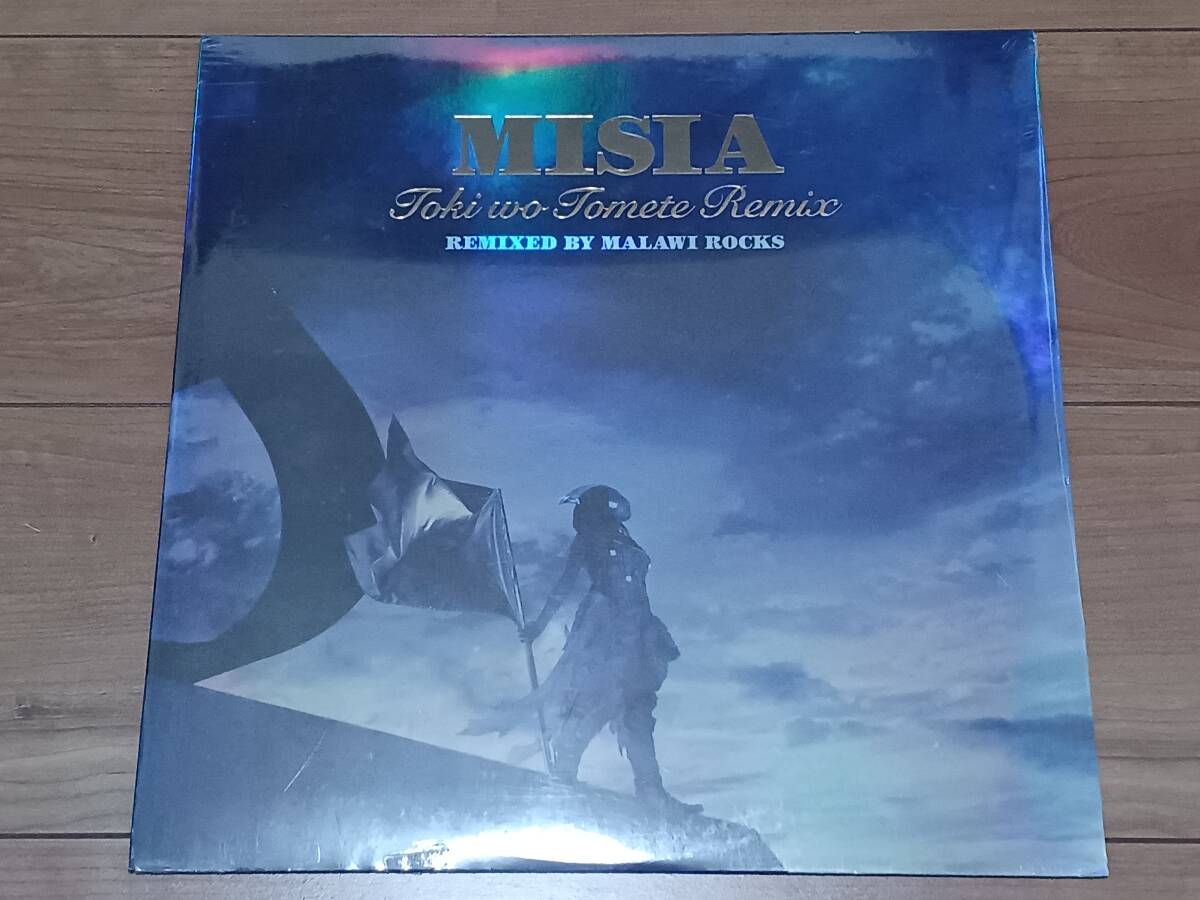 MISIA
Toki wo Tomete Remix
REMIXED BY MALAWI ROCKS